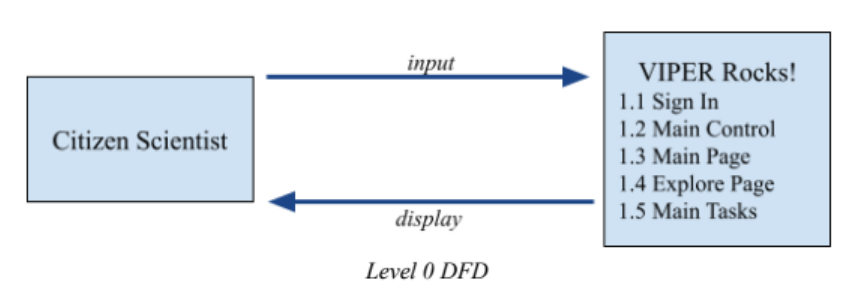 input
VIPER Rocks!
1.1 Sign In
Citizen Scientist
1.2 Main Control
1.3 Main Page
1.4 Explore Page
1.5 Main Tasks
display
Level 0 DFD